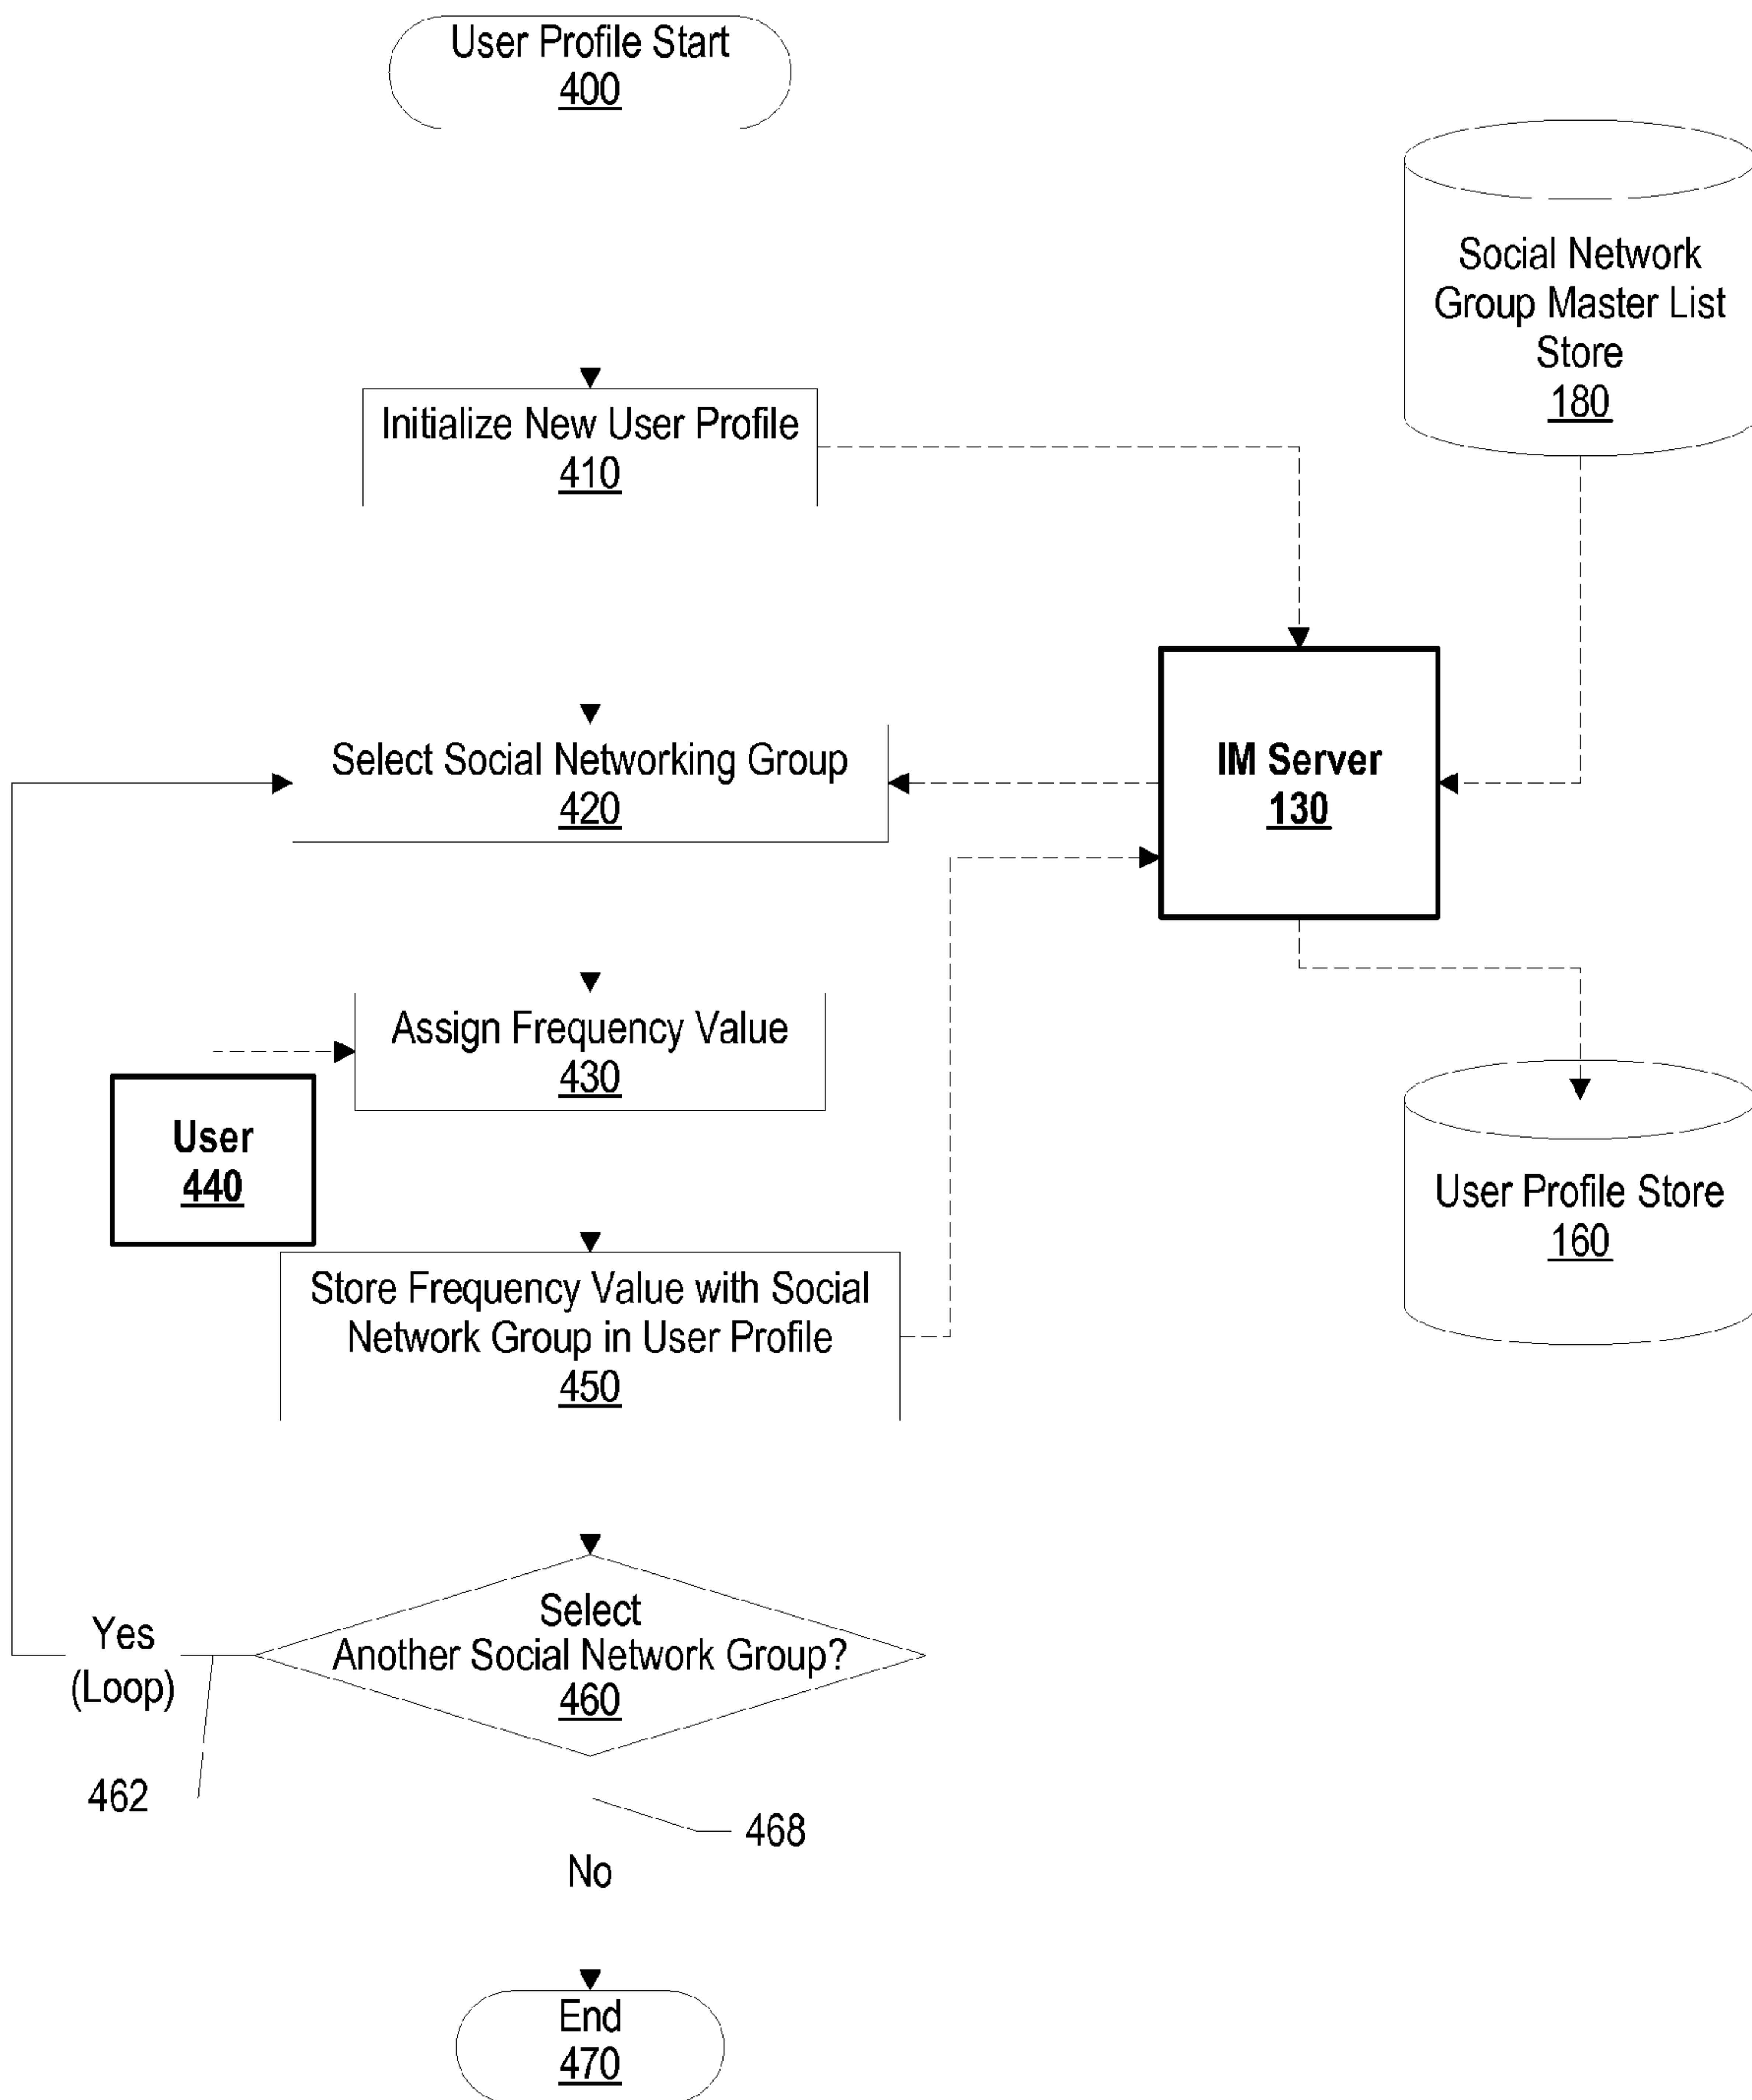 User Profile Start
400
Social Network
Group Master List
Store
180
Initialize New User Profile
410
Select Social Networking Group
420
IM Server
130
Assign Frequency Value
430
User
440
User Profile Store
160
Store Frequency Value with Social
Network Group in User Profile
450
Select
Another Social Network Group?
460
Yes
(Loop)
462
468
No
End
470